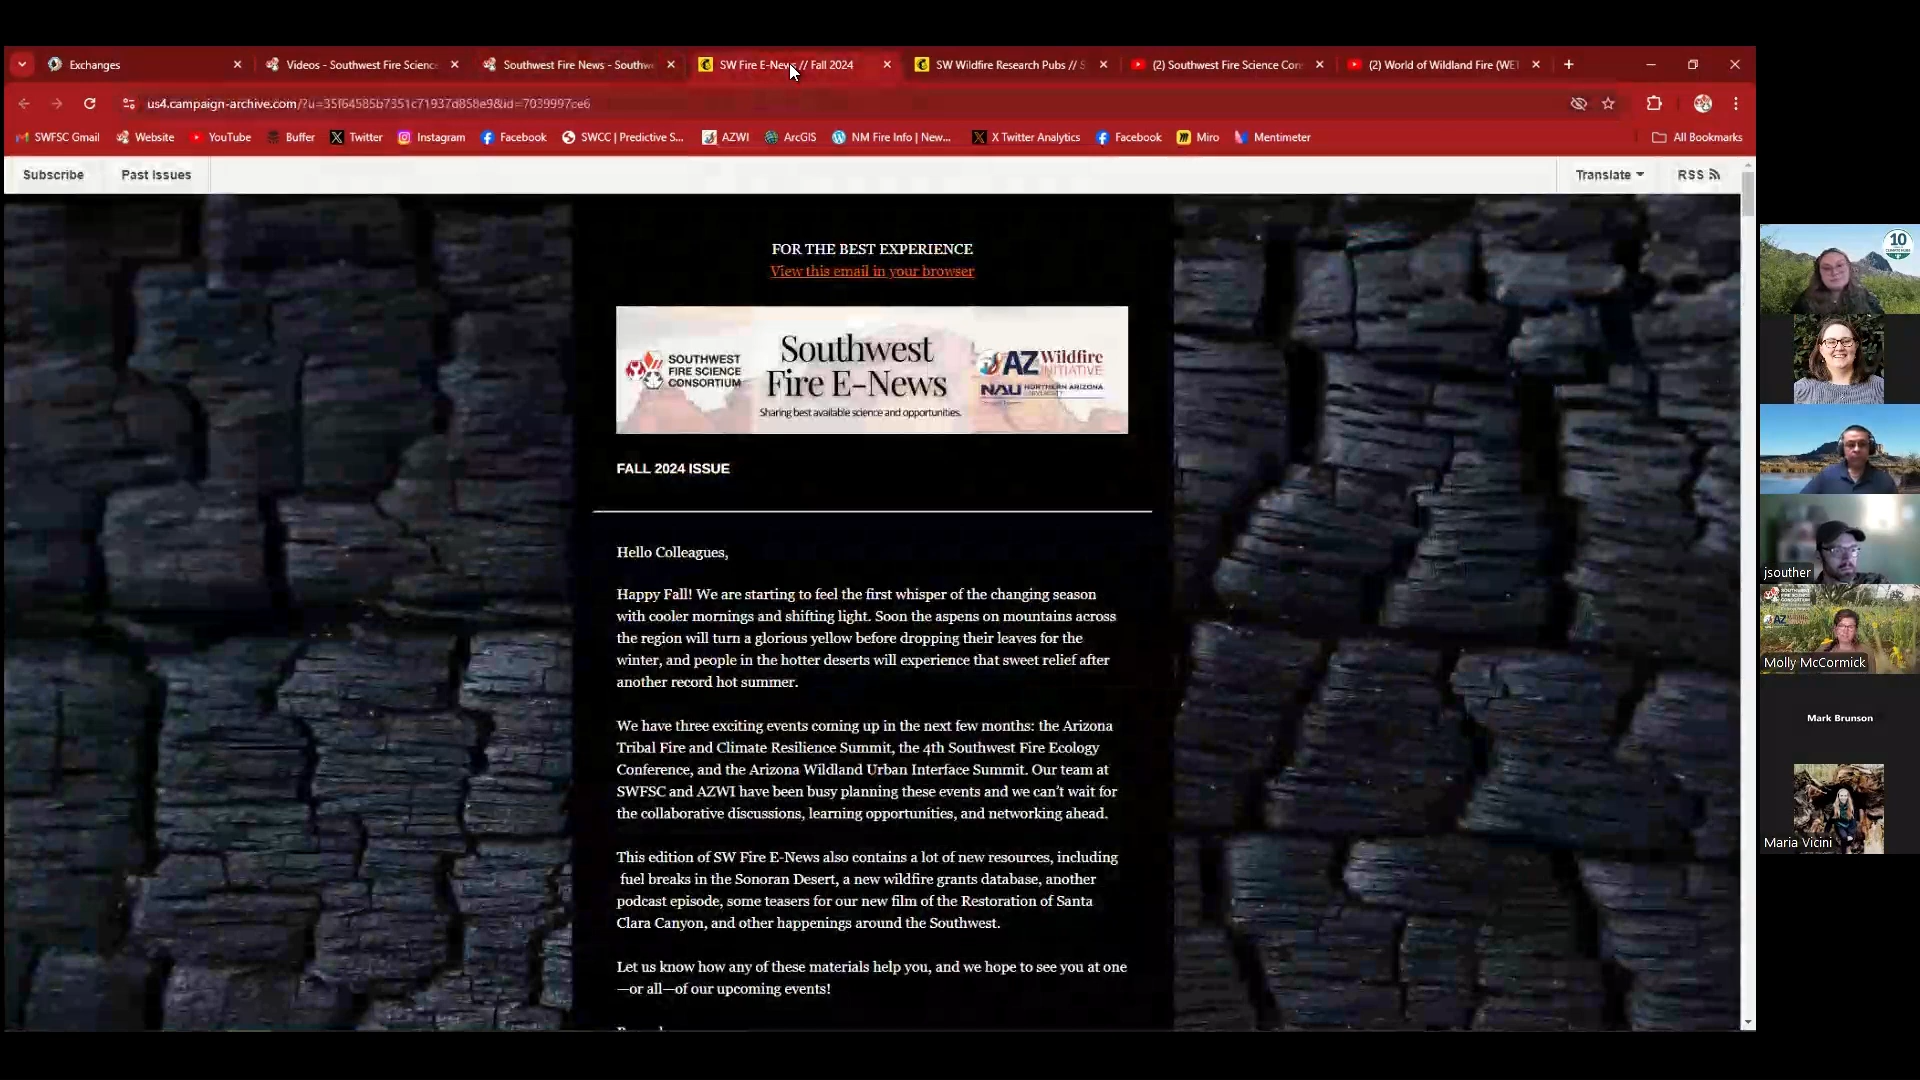 Exchanges
Videos - Southwest Fire Scienc
Southwest Fire News - Southw
SW Fire E-News // Fall 2024
SW Wildfire Research Pubs // S
(2) Southwest Fire Science Con
(2) World of Wildland Fire (WE
us4.campaign-archive.com/?u=35f64585b7351c71937d858e9&id=7039997ce6
SWFSC Gmail
Website
YouTube
Buffer
Twitter
Instagram
Facebook
SWCC | Predictive S...
AZWI
ArcGIS
NM Fire Info | New...
X Twitter Analytics
Facebook
Miro
Mentimeter
All Bookmarks
Subscribe
Past Issues
Translate
RSS
FOR THE BEST EXPERIENCE
View this email in your browser
SOUTHWEST
FIRE SCIENCE
CONSORTIUM
Southwest
Fire E-News
Sharing best available science and opportunities.
AZ Wildfire
INITIATIVE
NAU NORTHERN ARIZONA
UNIVERSITY
FALL 2024 ISSUE
Hello Colleagues,
Happy Fall! We are starting to feel the first whisper of the changing season
with cooler mornings and shifting light. Soon the aspens on mountains across
the region will turn a glorious yellow before dropping their leaves for the
winter, and people in the hotter deserts will experience that sweet relief after
another record hot summer.
We have three exciting events coming up in the next few months: the Arizona
Tribal Fire and Climate Resilience Summit, the 4th Southwest Fire Ecology
Conference, and the Arizona Wildland Urban Interface Summit. Our team at
SWFSC and AZWI have been busy planning these events and we can't wait for
the collaborative discussions, learning opportunities, and networking ahead.
This edition of SW Fire E-News also contains a lot of new resources, including
fuel breaks in the Sonoran Desert, a new wildfire grants database, another
podcast episode, some teasers for our new film of the Restoration of Santa
Clara Canyon, and other happenings around the Southwest.
Let us know how any of these materials help you, and we hope to see you at one
—or all—of our upcoming events!
10
jsouther
Molly McCormick
Mark Brunson
Maria Vicini